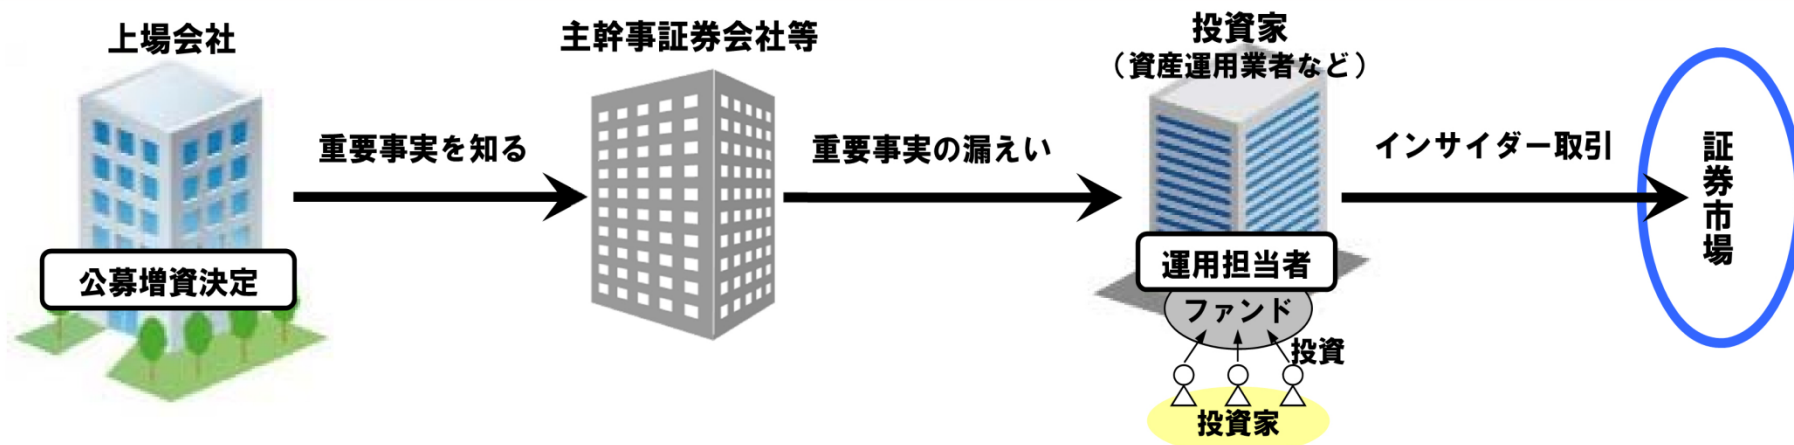 上場会社
公募増資決定
重要事実を知る
主幹事証券会社等
重要事実の漏えい
投資家
(資産運用業者など)
運用担当者
ファンド
投資
投資家
インサイダー取引
証券市場